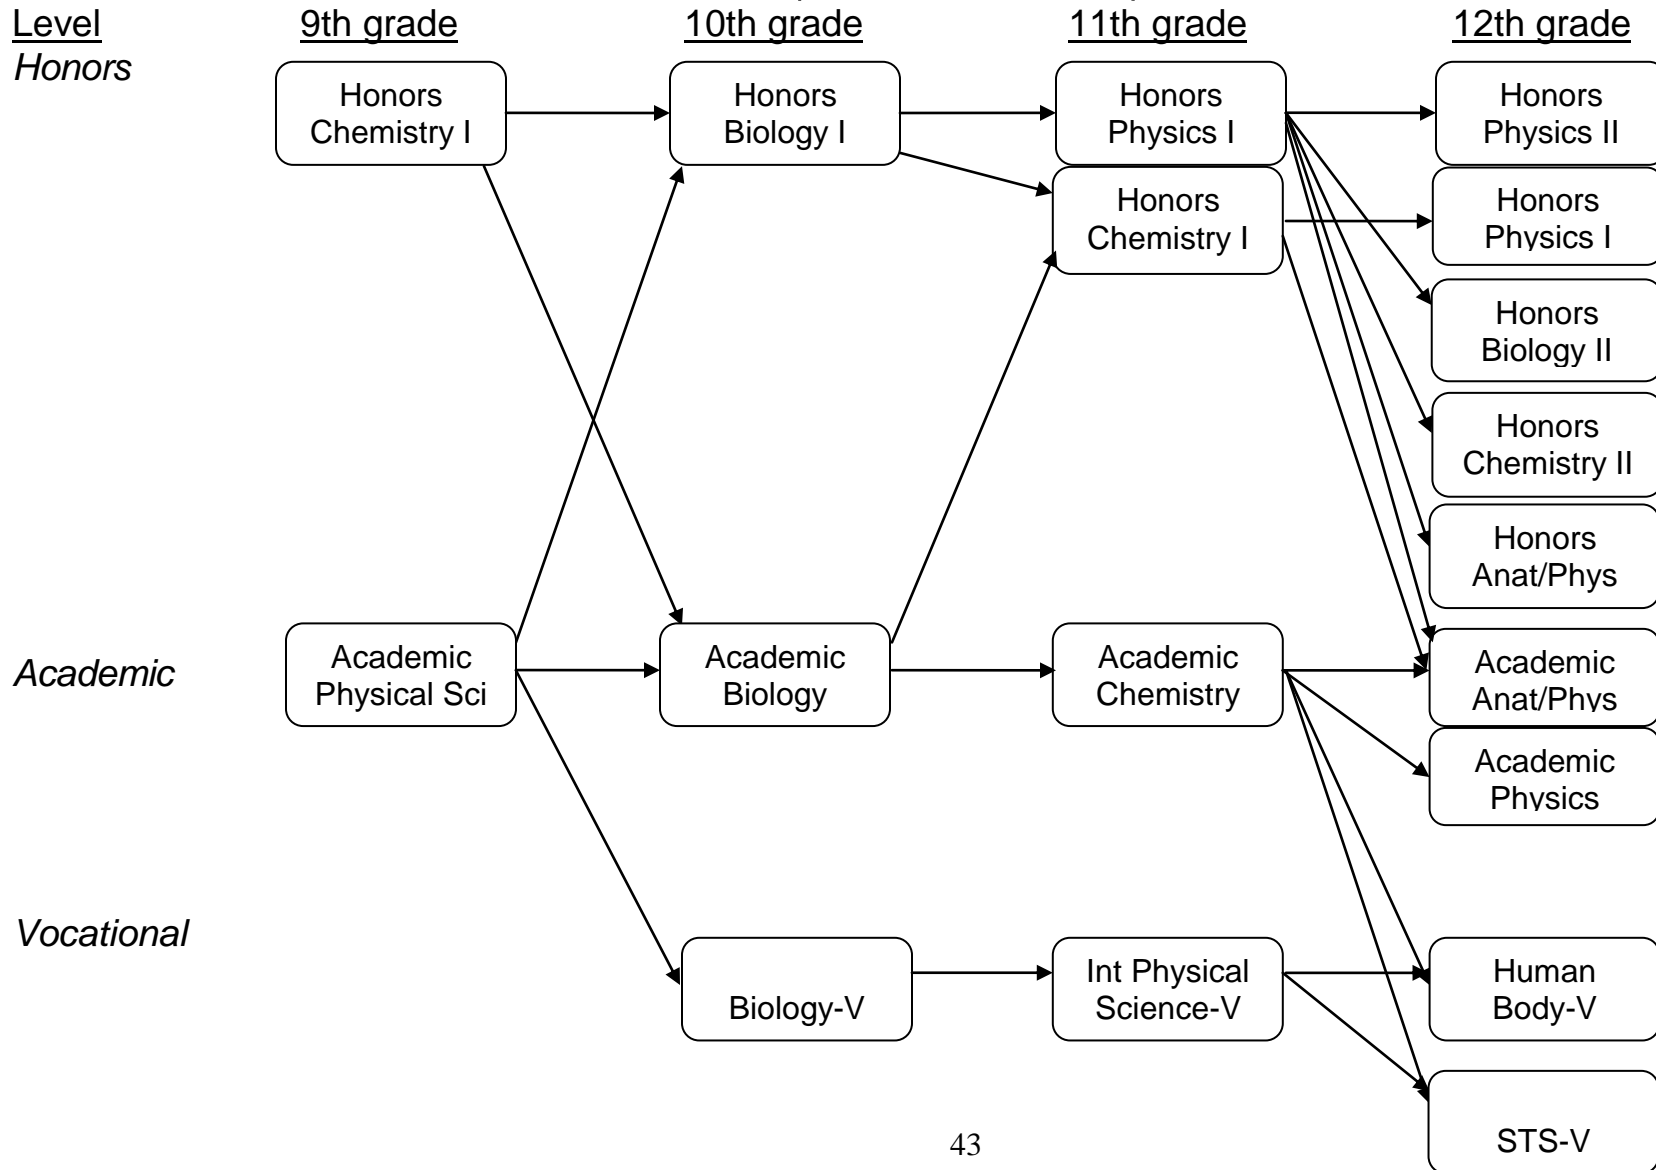 Level
9th grade
10th grade
11th grade
12th grade
Honors
Honors
Chemistry I
Honors
Biology I
Honors
Physics I
Honors
Physics II
Honors
Chemistry I
Honors
Physics I
Honors
Biology II
Honors
Chemistry II
Honors
Anat/Phys
Academic
Academic
Physical Sci
Academic
Biology
Academic
Chemistry
Academic
Anat/Phys
Academic
Physics
Vocational
Biology-V
Int Physical
Science-V
Human
Body-V
STS-V
43